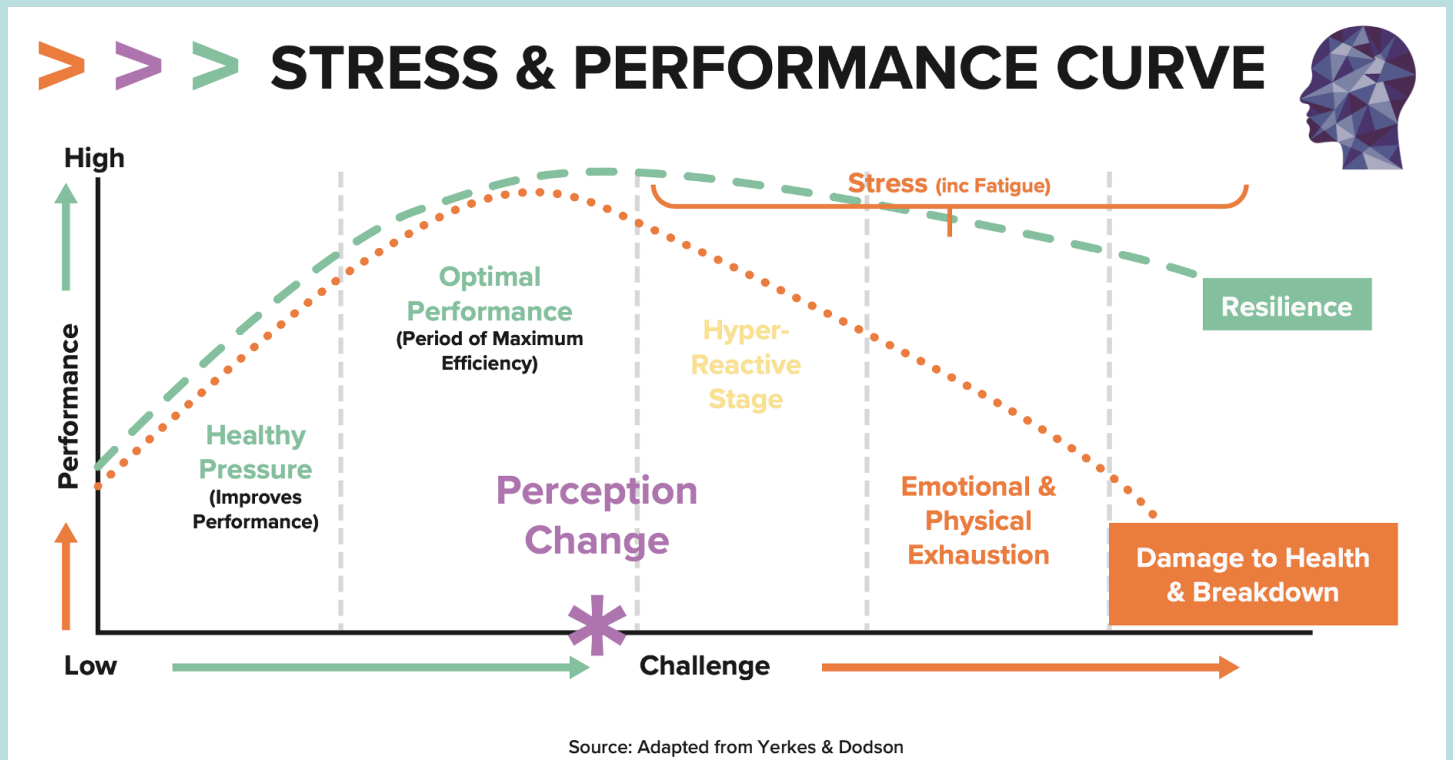 > > > STRESS & PERFORMANCE CURVE
High
Stress (inc Fatigue)
Optimal
Performance
(Period of Maximum
Efficiency)
Resilience
Hyper-
Reactive
Stage
Performance
Healthy
Pressure
(Improves
Performance)
Perception
Change
*
Emotional &
Physical
Exhaustion
Damage to Health
& Breakdown
Low
Challenge
Source: Adapted from Yerkes & Dodson